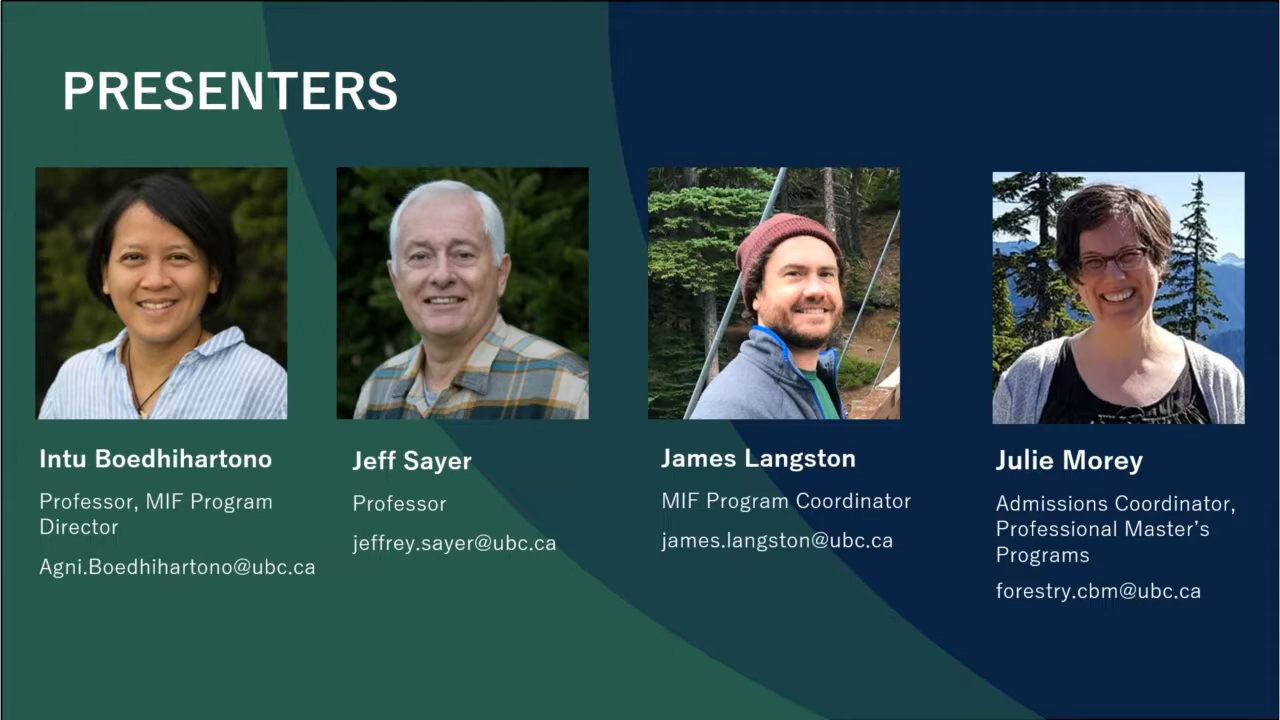 PRESENTERS
Intu Boedhihartono
Professor, MIF Program
Director
Agni.Boedhihartono@ubc.ca
Jeff Sayer
Professor
jeffrey.sayer@ubc.ca
James Langston
MIF Program Coordinator
james.langston@ubc.ca
Julie Morey
Admissions Coordinator,
Professional Master’s
Programs
forestry.cbm@ubc.ca